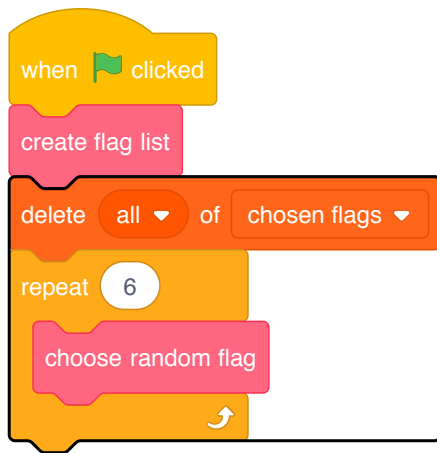 when clicked
create flag list
delete all of chosen flags
repeat 6
choose random flag